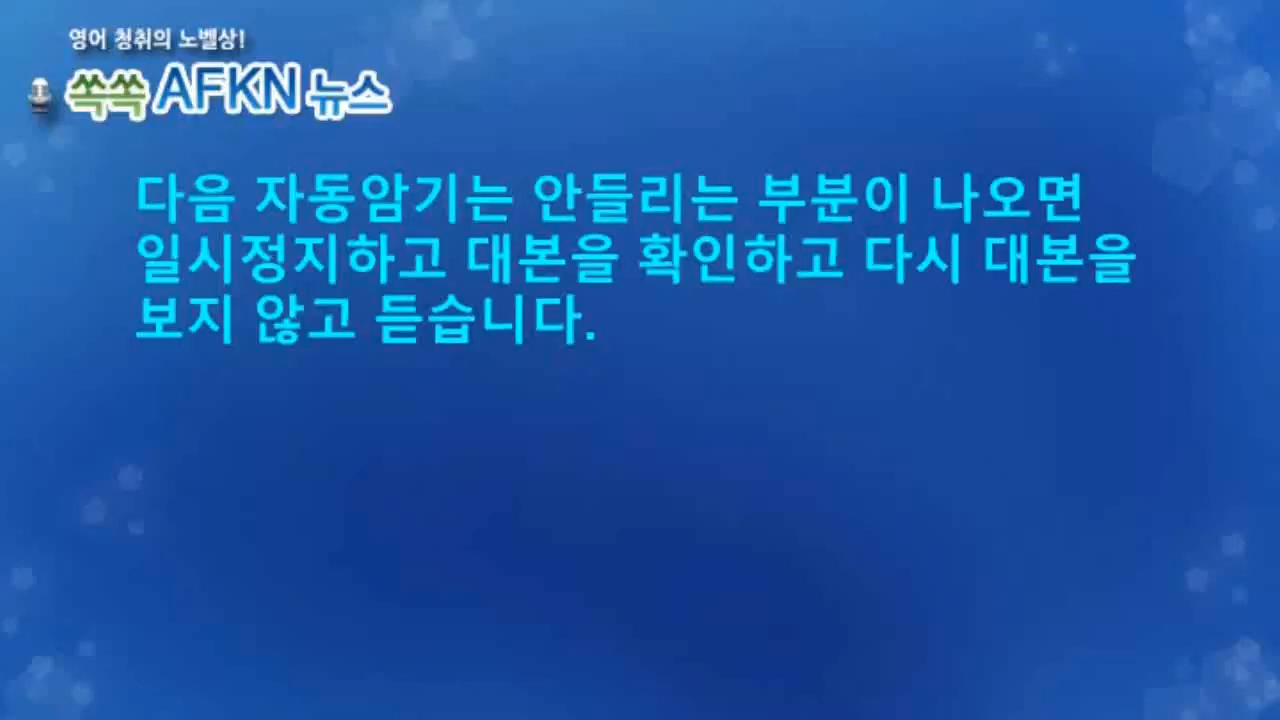 영어 청취의 노벨상!
쏙쏙 AFKN 뉴스
다음 자동암기는 안들리는 부분이 나오면
일시정지하고 대본을 확인하고 다시 대본을
보지 않고 듣습니다.